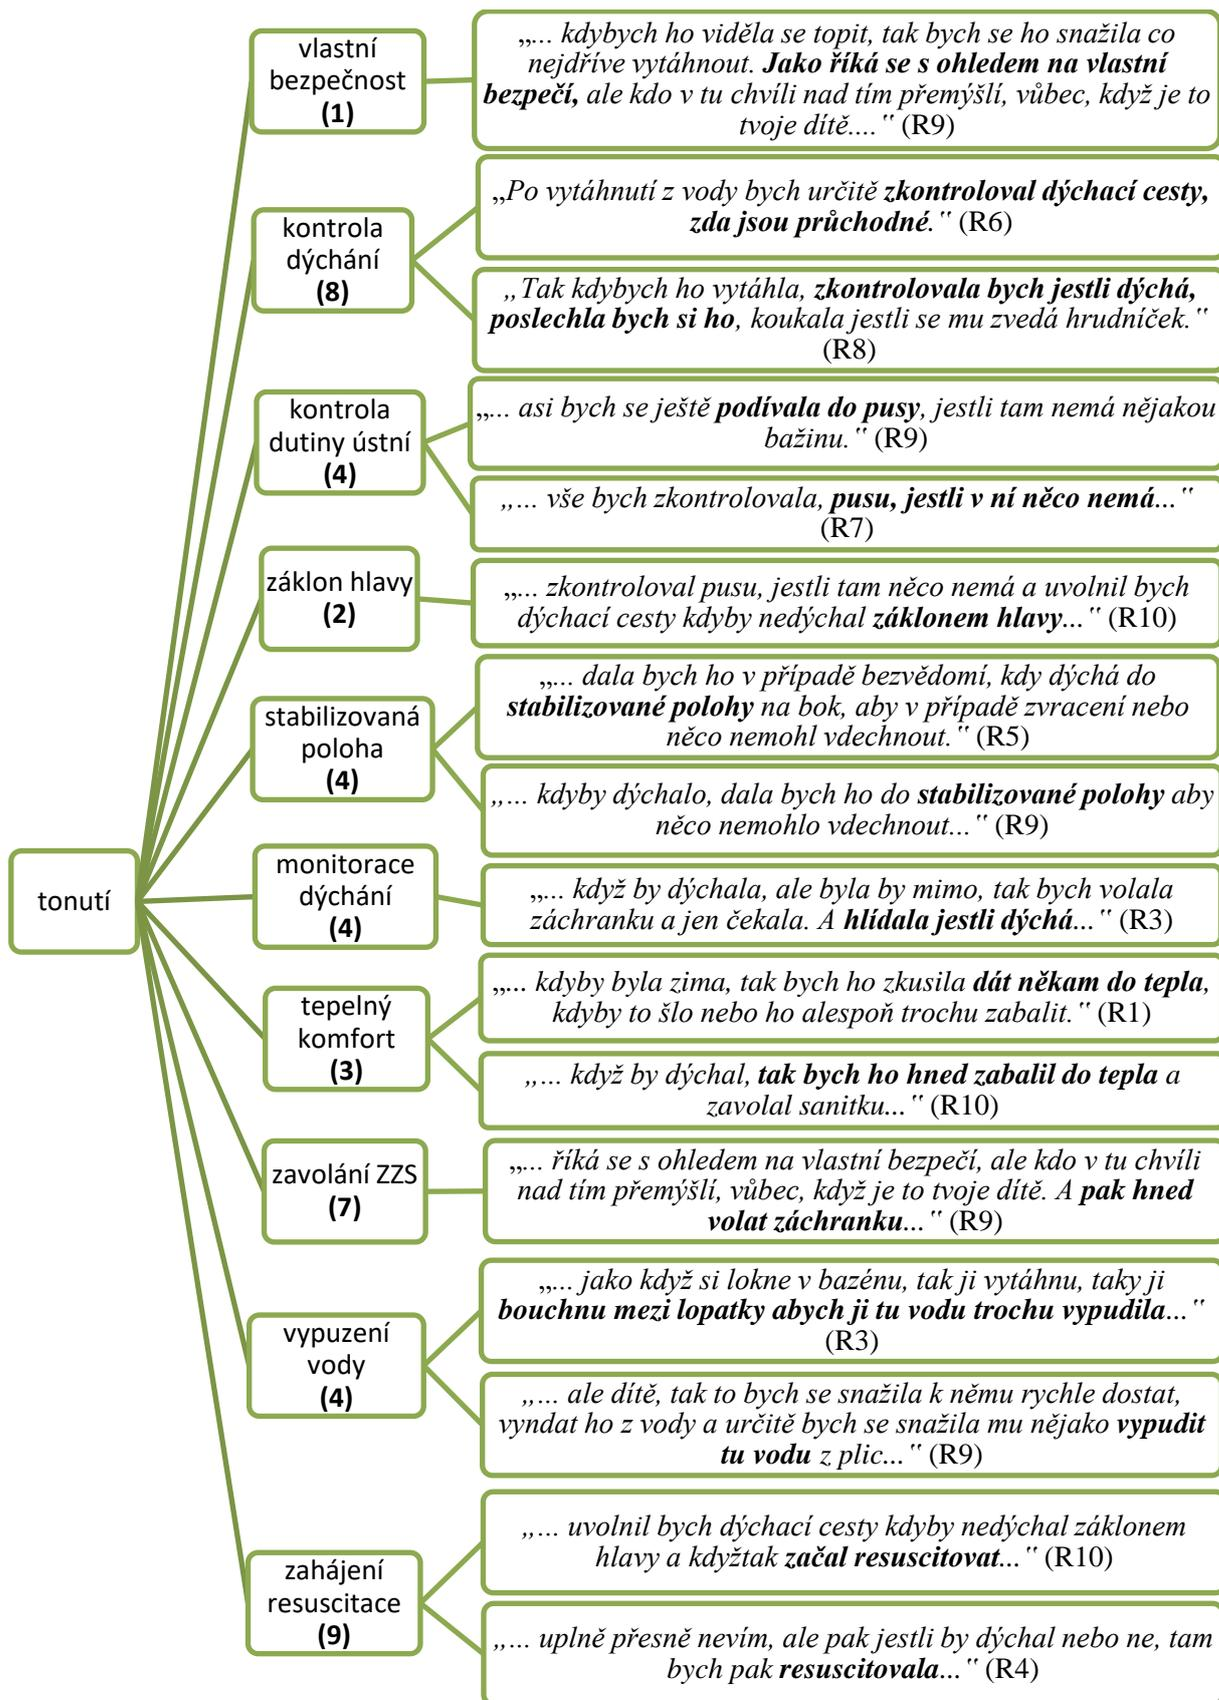 vlastní
bezpečnost
(1)
„... kdybych ho viděla se topit, tak bych se ho snažila co
nejdříve vytáhnout. Jako říká se s ohledem na vlastní
bezpečí, ale kdo v tu chvíli nad tím přemýšlí, vůbec, když je to
tvoje dítě.... “ (R9)
kontrola
dýchání
(8)
„Po vytáhnutí z vody bych určitě zkontroloval dýchací cesty,
zda jsou průchodné. “ (R6)
„Tak kdybych ho vytáhla, zkontrolovala bych jestli dýchá,
poslechla bych si ho, koukala jestli se mu zvedá hrudníček. “
(R8)
kontrola
dutiny ústní
(4)
„... asi bych se ještě podívala do pusy, jestli tam nemá nějakou
bažinu. “ (R9)
„... vše bych zkontrolovala, pusu, jestli v ní něco nemá... “
(R7)
záklon hlavy
(2)
„... zkontroloval pusu, jestli tam něco nemá a uvolnil bych
dýchací cesty kdyby nedýchal záklonem hlavy... “ (R10)
stabilizovaná
poloha
(4)
„... dala bych ho v případě bezvědomí, kdy dýchá do
stabilizované polohy na bok, aby v případě zvracení nebo
něco nemohl vdechnout. “ (R5)
„... kdyby dýchalo, dala bych ho do stabilizované polohy aby
něco nemohlo vdechnout... “ (R9)
tonutí
monitorace
dýchání
(4)
„... když by dýchala, ale byla by mimo, tak bych volala
záchranku a jen čekala. A hlídala jestli dýchá... “ (R3)
tepelný
komfort
(3)
„... kdyby byla zima, tak bych ho zkusila dát někam do tepla,
kdyby to šlo nebo ho alespoň trochu zabalit. “ (R1)
„... když by dýchal, tak bych ho hned zabalil do tepla a
zavolal sanitku... “ (R10)
zavolání ZZS
(7)
„... říká se s ohledem na vlastní bezpečí, ale kdo v tu chvíli
nad tím přemýšlí, vůbec, když je to tvoje dítě. A pak hned
volat záchranku... “ (R9)
vypuzení
vody
(4)
„... jako když si lokne v bazénu, tak ji vytáhnu, taky ji
bouchnu mezi lopatky abych ji tu vodu trochu vypudila... “
(R3)
„... ale dítě, tak to bych se snažila k němu rychle dostat,
vyndat ho z vody a určitě bych se snažila mu nějako vypudit
tu vodu z plic... “ (R9)
zahájení
resuscitace
(9)
„... uvolnil bych dýchací cesty kdyby nedýchal záklonem
hlavy a kdyžtak začal resuscitovat... “ (R10)
„... uplně přesně nevím, ale pak jestli by dýchal nebo ne, tam
bych pak resuscitovala... “ (R4)